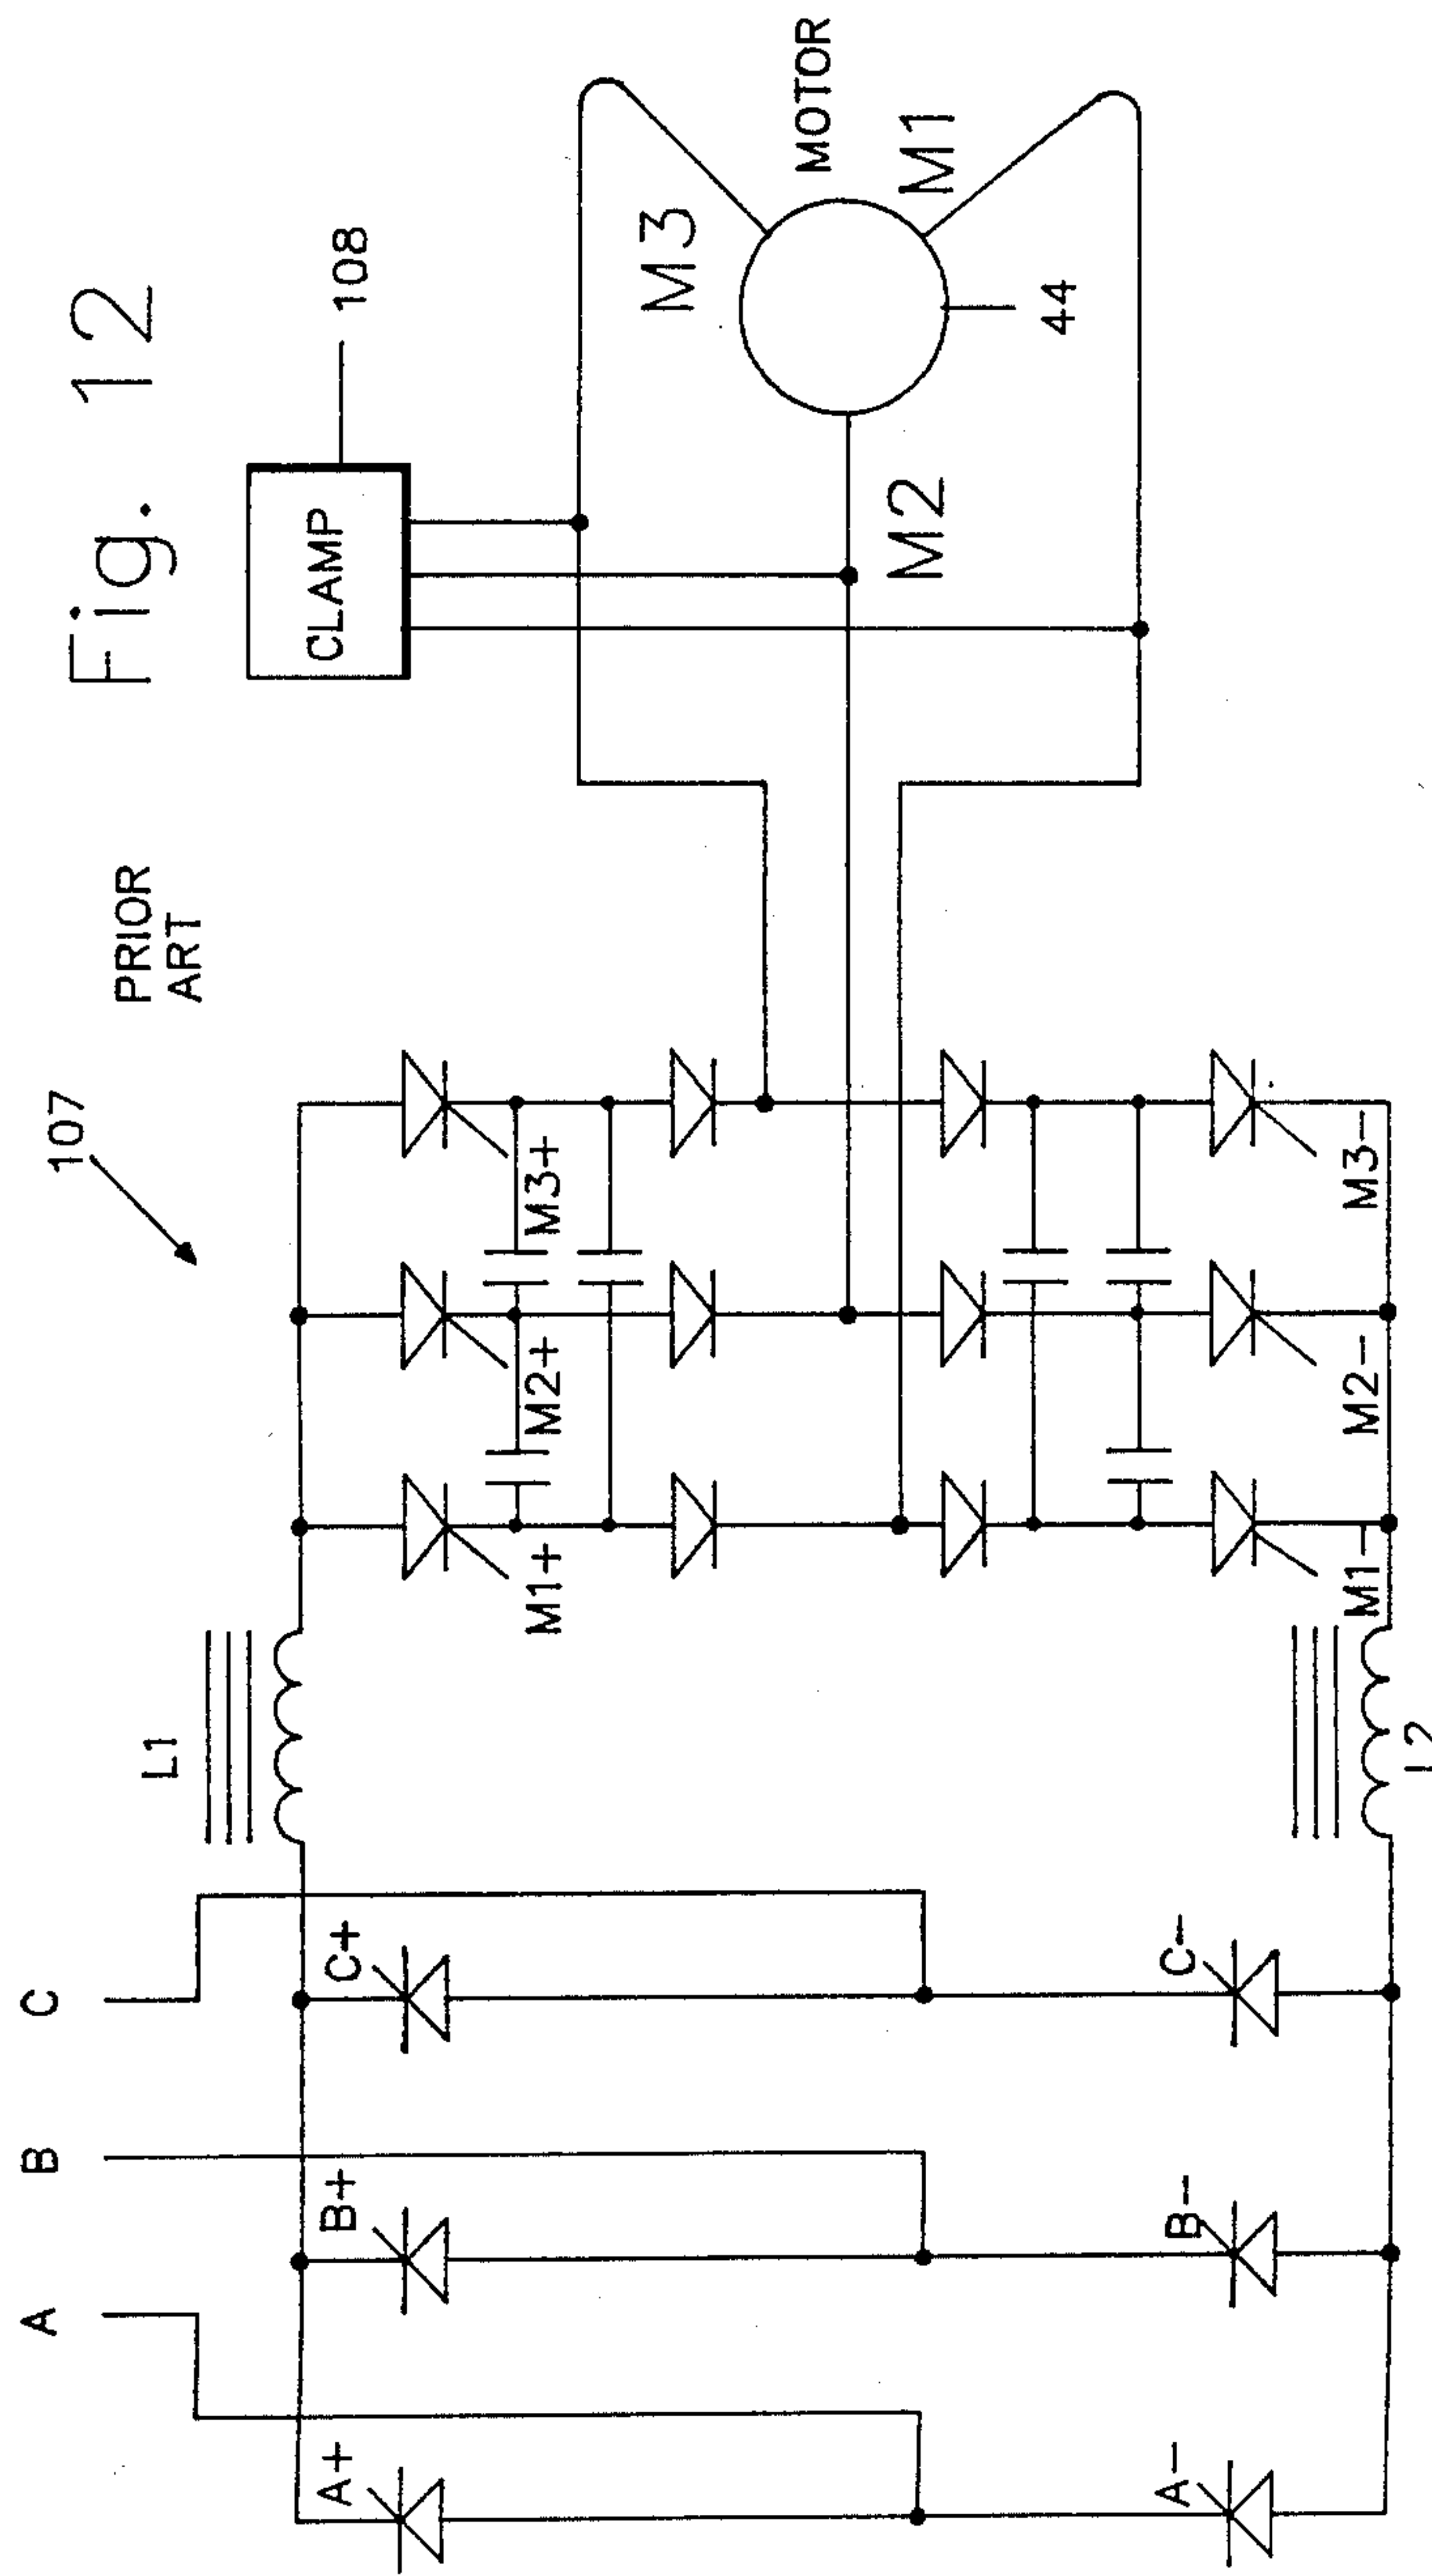 Fig. 12
PRIOR
ART
107
108
CLAMP
MOTOR
M3
M1
M2
44
A
B
C
L1
L2
A+
B+
C+
A-
B-
C-
M1+
M2+
M3+
M1-
M2-
M3-